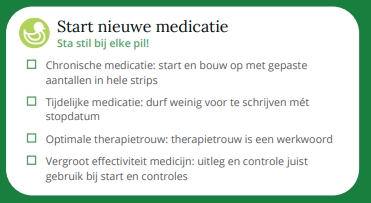 Start nieuwe medicatie
Sta stil bij elke pil!
Chronische medicatie: start en bouw op met gepaste
aantallen in hele strips
Tijdelijke medicatie: durf weinig voor te schrijven mét
stopdatum
Optimale therapietrouw: therapietrouw is een werkwoord
Vergroot effectiviteit medicijn: uitleg en controle juist
gebruik bij start en controles